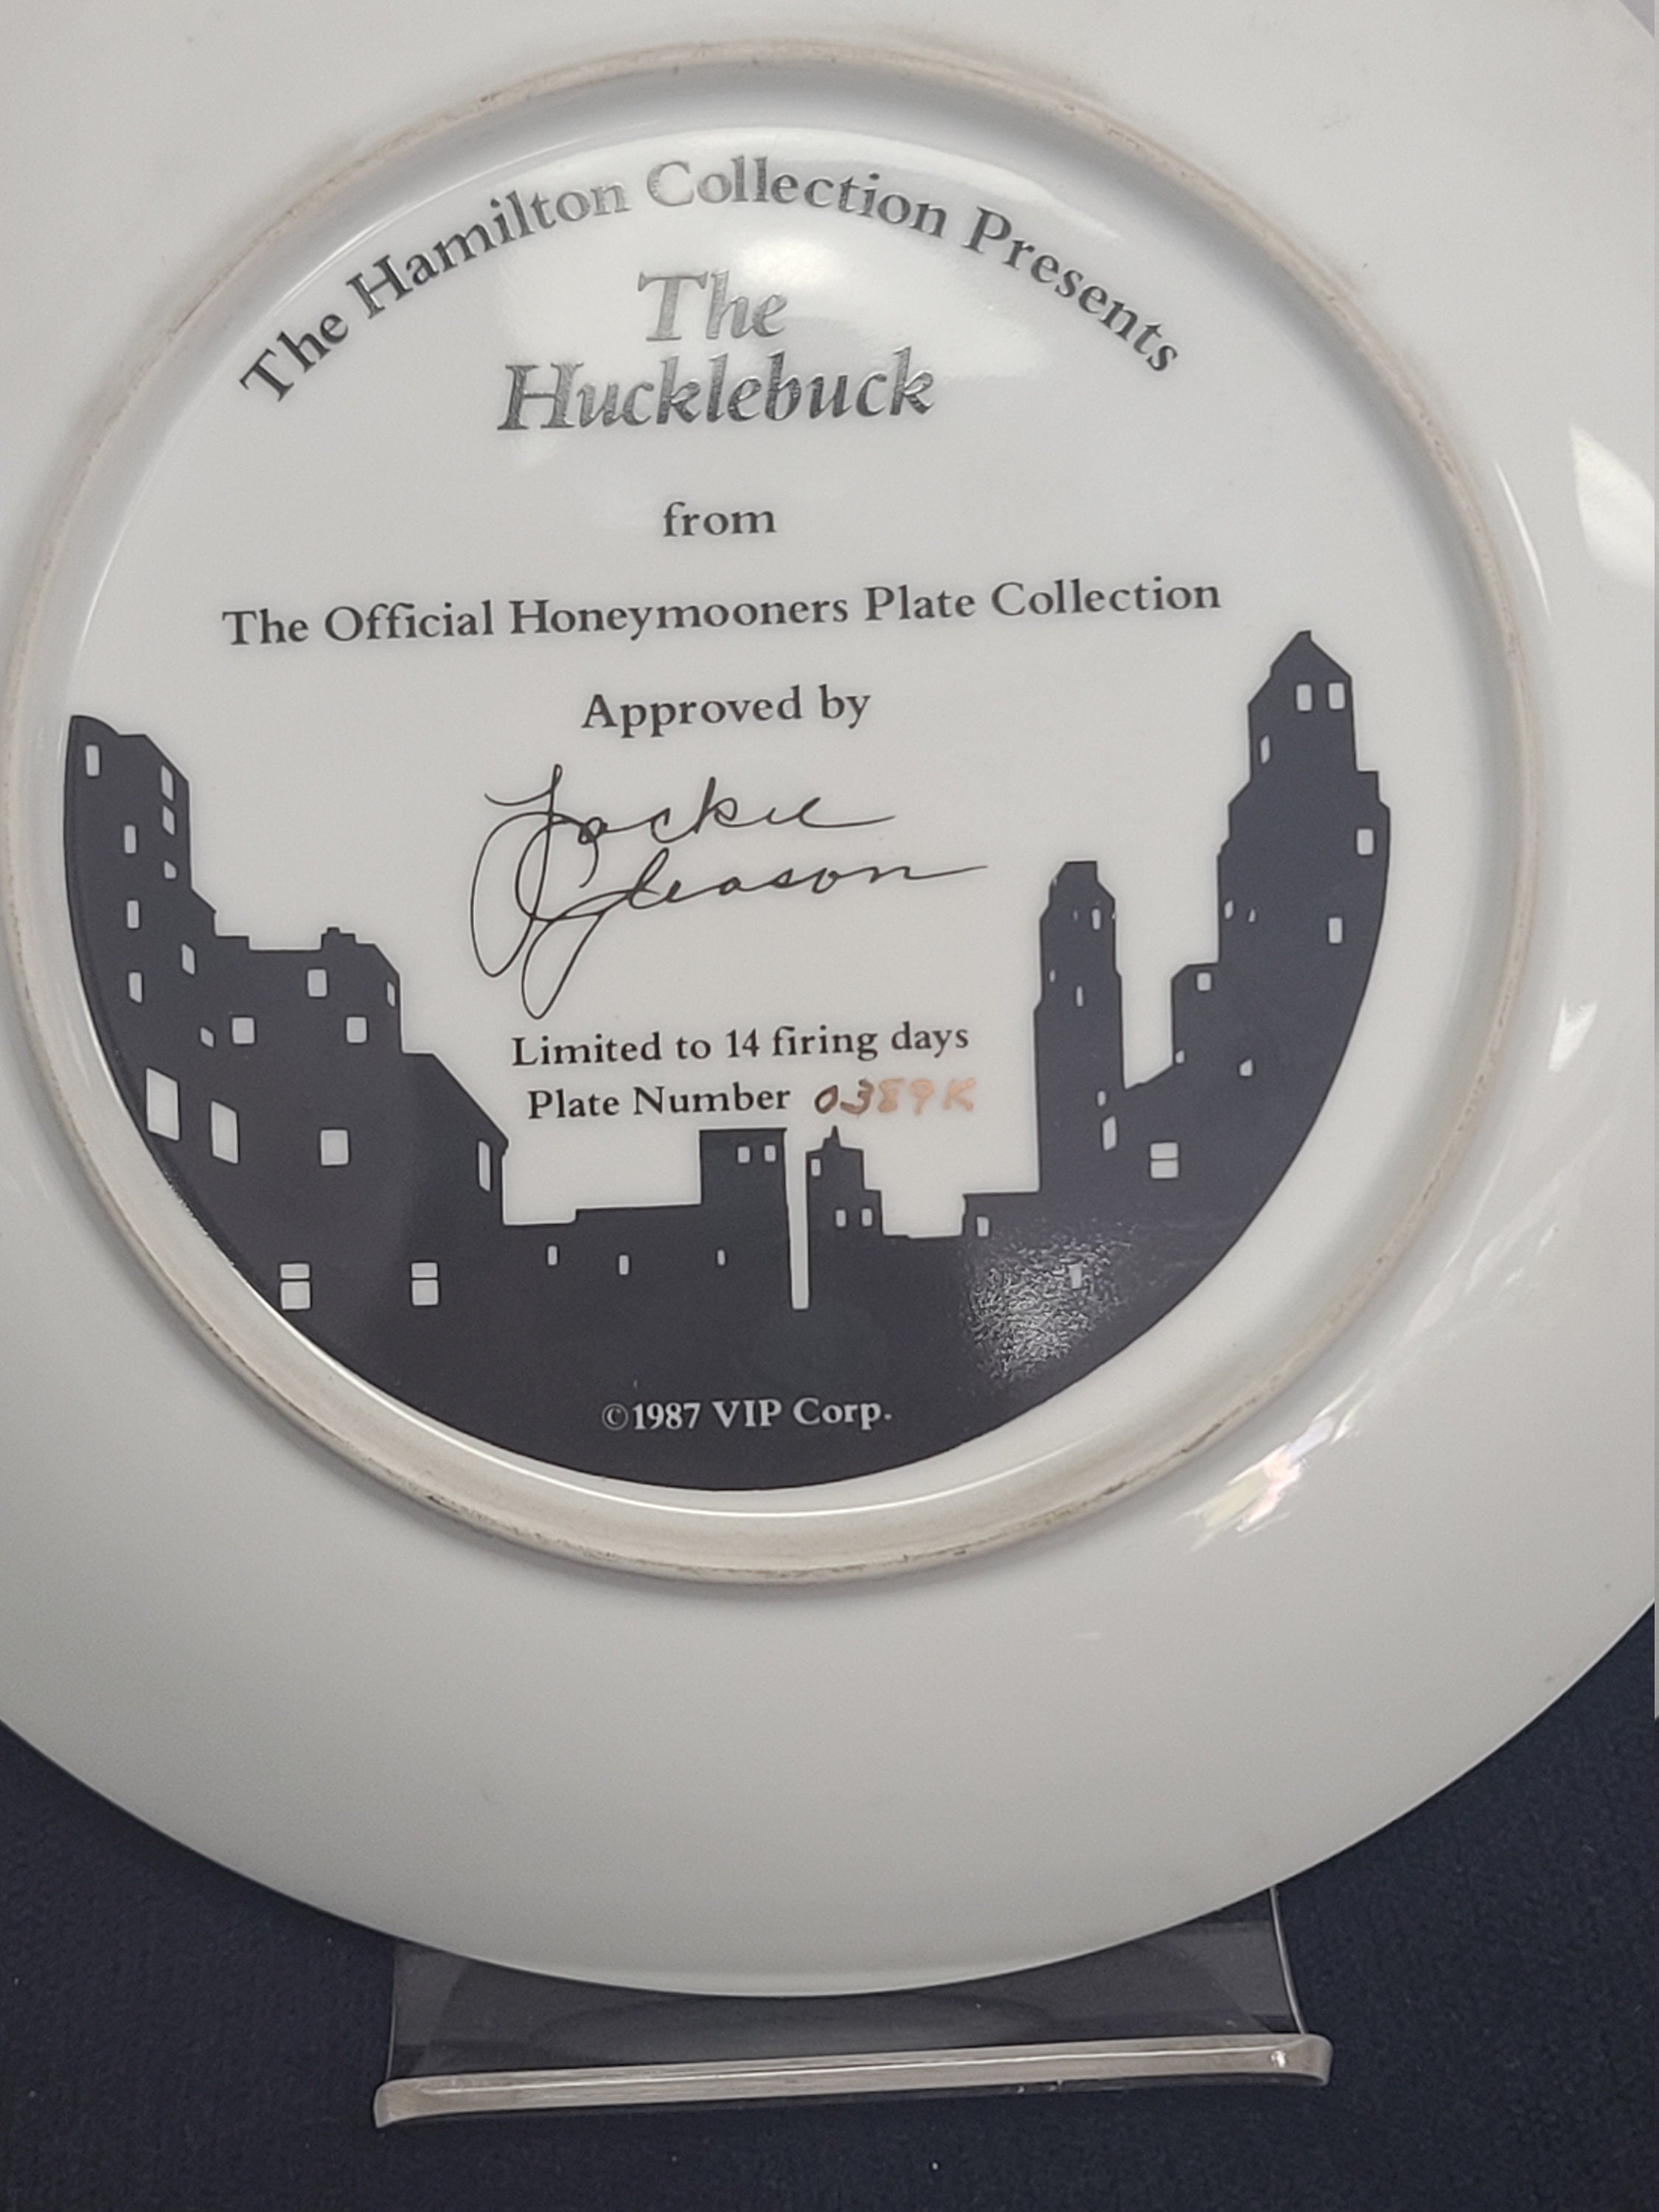 The Hamilton Collection Presents
The
Hucklebuck
from
The Official Honeymooners Plate Collection
Approved by
Jackie
Gleason
Limited to 14 firing days
Plate Number 0389K
©1987 VIP Corp.